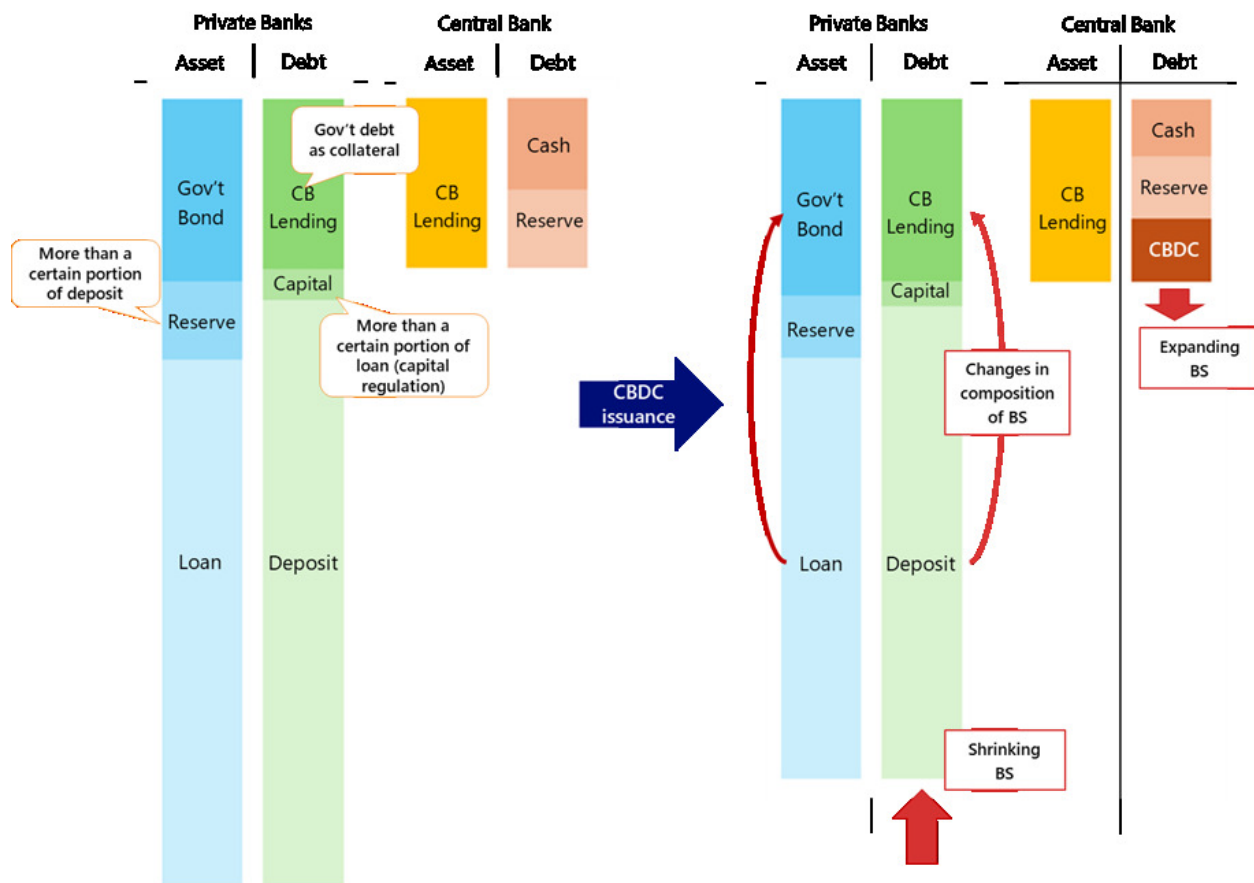 Private Banks
Central Bank
Asset
Debt
Asset
Debt
Gov't debt
as collateral
Gov't
Bond
CB
Lending
CB
Lending
Cash
Reserve
More than a
certain portion
of deposit
Capital
Reserve
More than a
certain portion of
loan (capital
regulation)
Loan
Deposit
CBDC
issuance
Private Banks
Central Bank
Asset
Debt
Asset
Debt
Gov't
Bond
CB
Lending
CB
Lending
Cash
Reserve
CBDC
Capital
Reserve
Changes in
composition
of BS
Expanding
BS
Loan
Deposit
Shrinking
BS